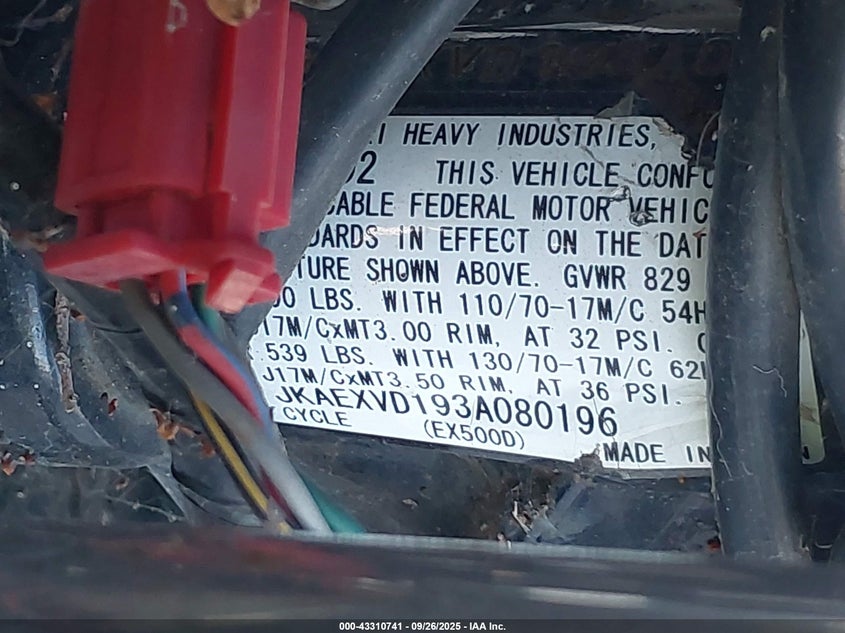 HEAVY INDUSTRIES,
02 THIS VEHICLE CONFO
CABLE FEDERAL MOTOR VEHIC
DARDS IN EFFECT ON THE DAT
TURE SHOWN ABOVE. GVWR 829
00 LBS. WITH 110/70-17M/C 54H
17M/CxMT3.00 RIM, AT 32 PSI.
539 LBS. WITH 130/70-17M/C 62
J17M/CxMT3.50 RIM, AT 36 PSI.
JKAEXVD193A080196
CYCLE (EX500D)
MADE IN
000-43310741 - 09/26/2025 - IAA Inc.